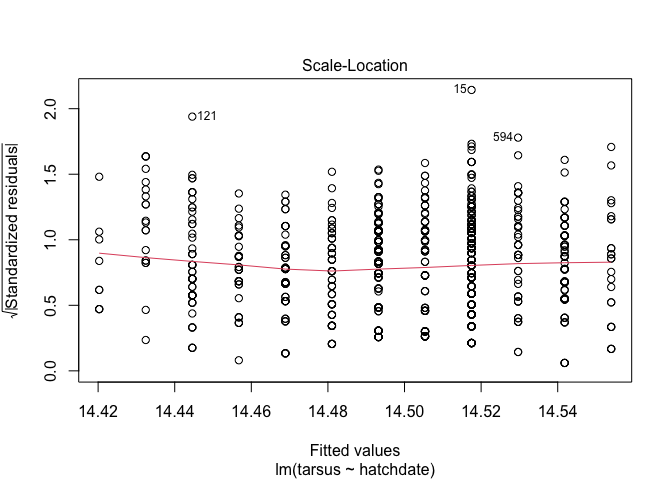 Scale-Location
√|Standardized residuals|
2.0
1.5
1.0
0.5
0.0
15
121
594
14.42 14.44 14.46 14.48 14.50 14.52 14.54
Fitted values
lm(tarsus ~ hatchdate)